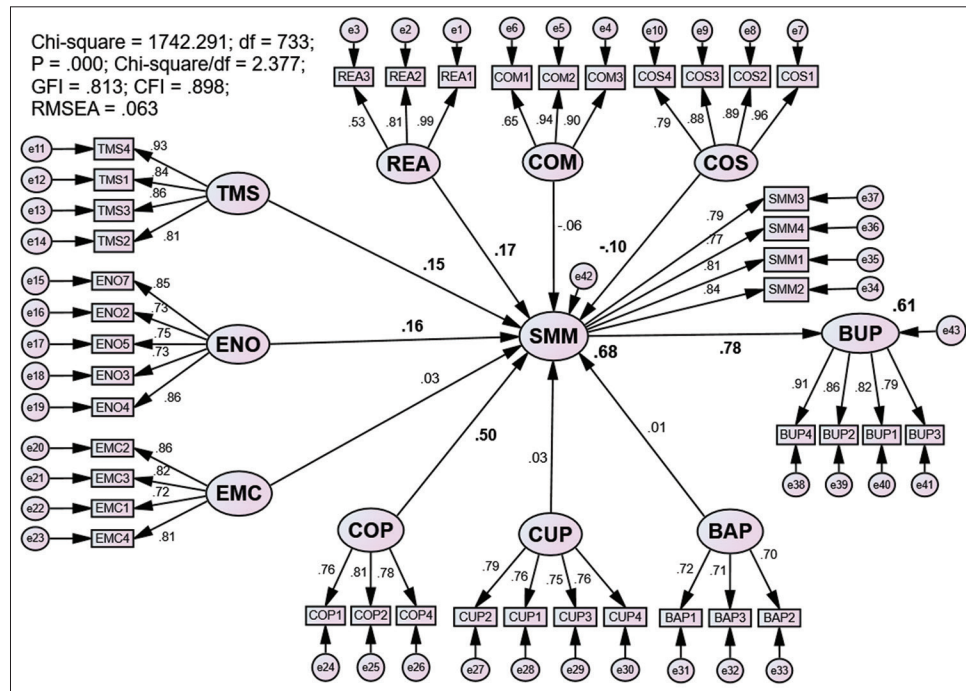 Chi-square = 1742.291; df = 733;
P = .000; Chi-square/df = 2.377;
GFI = .813; CFI = .898;
RMSEA = .063
e3 e2 e1 e6 e5 e4 e10 e9 e8 e7
REA3 REA2 REA1 COM1 COM2 COM3 COS4 COS3 COS2 COS1
.53 .81 .99 .65 .94 .90 .79 .88 .89 .96
REA COM COS
e11 TMS4 .93
e12 TMS1 .84
e13 TMS3 .86
e14 TMS2 .81
TMS
.15 .17 -.06 -.10
e42
.79 SMM3 e37
.77 SMM4 e36
.81 SMM1 e35
.84 SMM2 e34
e15 ENO7 .85
e16 ENO2 .73
e17 ENO5 .75
e18 ENO3 .73
e19 ENO4 .86
ENO .16 SMM .68 .78 BUP .61 e43
.91 .86 .82 .79
BUP4 BUP2 BUP1 BUP3
e38 e39 e40 e41
e20 EMC2 .86
e21 EMC3 .82
e22 EMC1 .72
e23 EMC4 .81
EMC
.03 .50 .03 .01
COP CUP BAP
.76 .81 .78 .79 .76 .75 .76 .72 .71 .70
COP1 COP2 COP4 CUP2 CUP1 CUP3 CUP4 BAP1 BAP3 BAP2
e24 e25 e26 e27 e28 e29 e30 e31 e32 e33